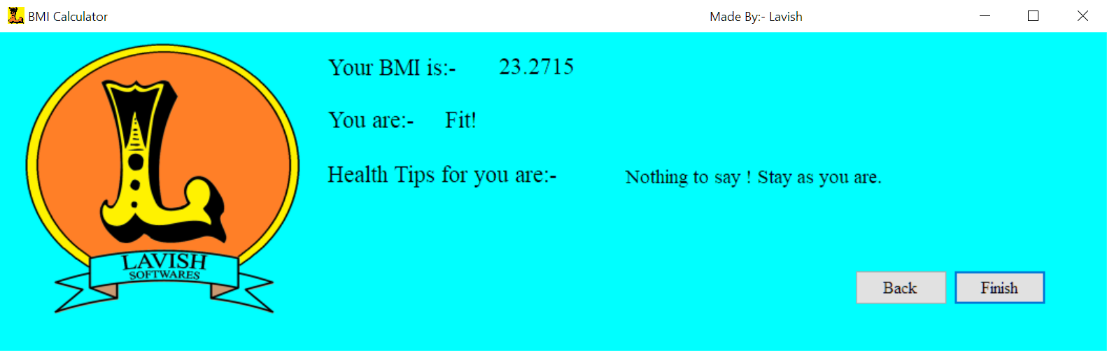 BMI Calculator Made By:- Lavish
Your BMI is:- 23.2715
You are:- Fit!
Health Tips for you are:- Nothing to say ! Stay as you are.
L
LAVISH
SOFTWARES
Back Finish